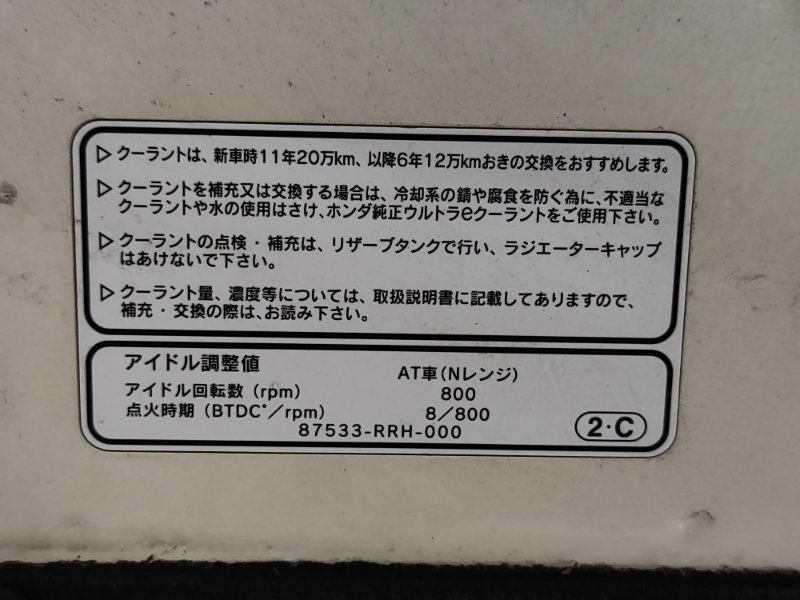 ▷ クーラントは、新車時11年20万km、以降6年12万kmおきの交換をおすすめします。
▷ クーラントを補充又は交換する場合は、冷却系の錆や腐食を防ぐ為に、不適当な
クーラントや水の使用はさけ、ホンダ純正ウルトラeクーラントをご使用下さい。
▷ クーラントの点検・補充は、リザーブタンクで行い、ラジエーターキャップ
はあけないで下さい。
▷ クーラント量、濃度等については、取扱説明書に記載してありますので、
補充・交換の際は、お読み下さい。
アイドル調整値
AT車(Nレンジ)
アイドル回転数(rpm) 800
点火時期(BTDC°/rpm) 8/800
87533-RRH-000
2・C